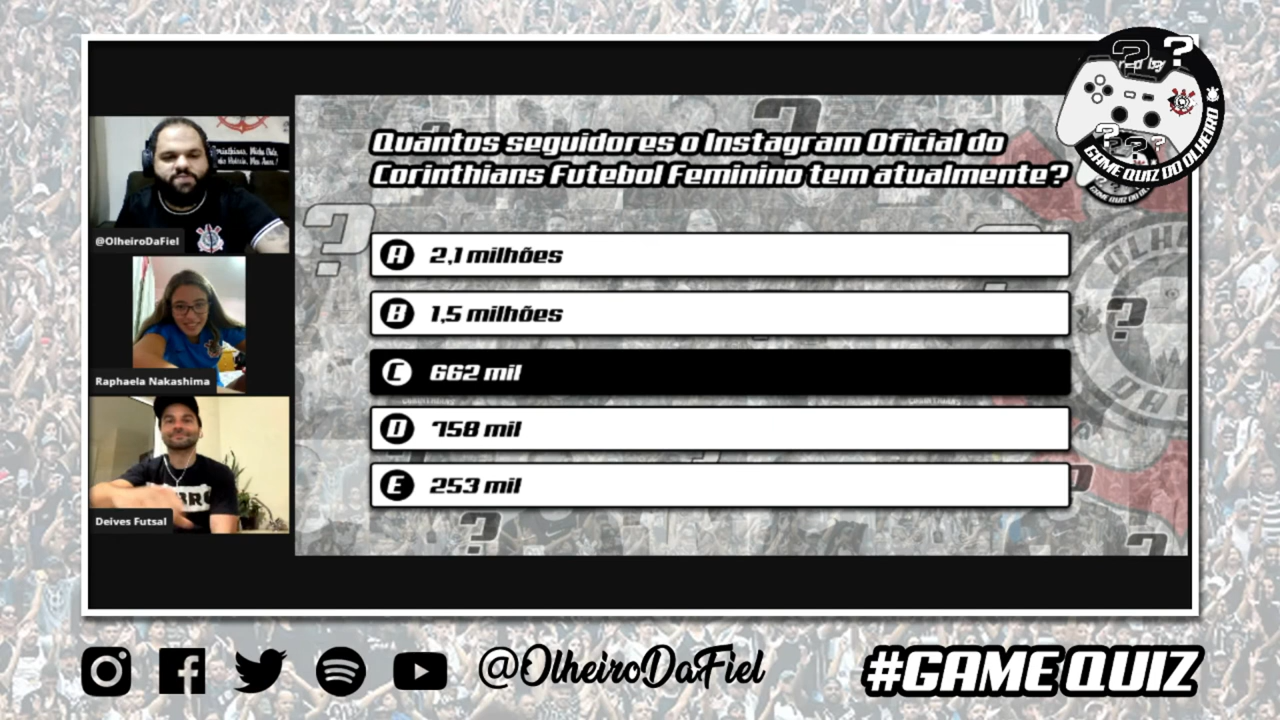 Quantos seguidores o Instagram Oficial do
Corinthians Futebol Feminino tem atualmente?
A 2,1 milhões
B 1,5 milhões
C 662 mil
D 758 mil
E 253 mil
@OlheiroDaFiel
Raphaela Nakashima
Deives Futsal
GAME QUIZ DO OLHEIRO
@OlheiroDaFiel
#GAME QUIZ